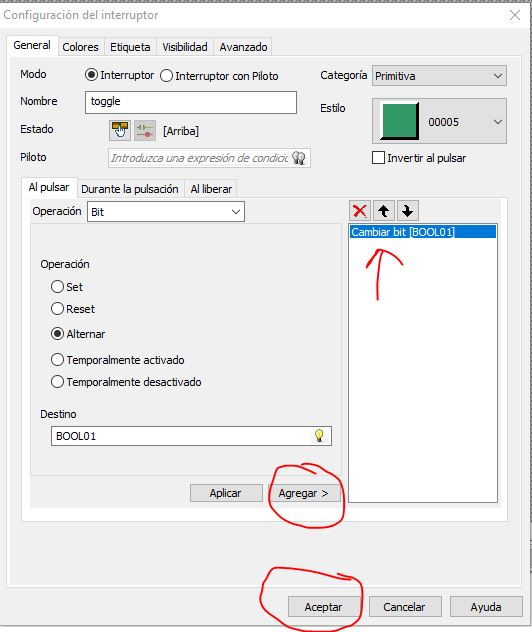 Configuración del interruptor
General Colores Etiqueta Visibilidad Avanzado
Modo Interruptor Interruptor con Piloto Categoría Primitiva
Nombre toggle
Estilo 00005
Estado [Arriba]
Piloto Introduzca una expresión de condición Invertir al pulsar
Al pulsar Durante la pulsación Al liberar
Operación Bit
Cambiar bit [BOOL01]
Operación
Set
Reset
Alternar
Temporalmente activado
Temporalmente desactivado
Destino
BOOL01
Aplicar Agregar >
Aceptar Cancelar Ayuda